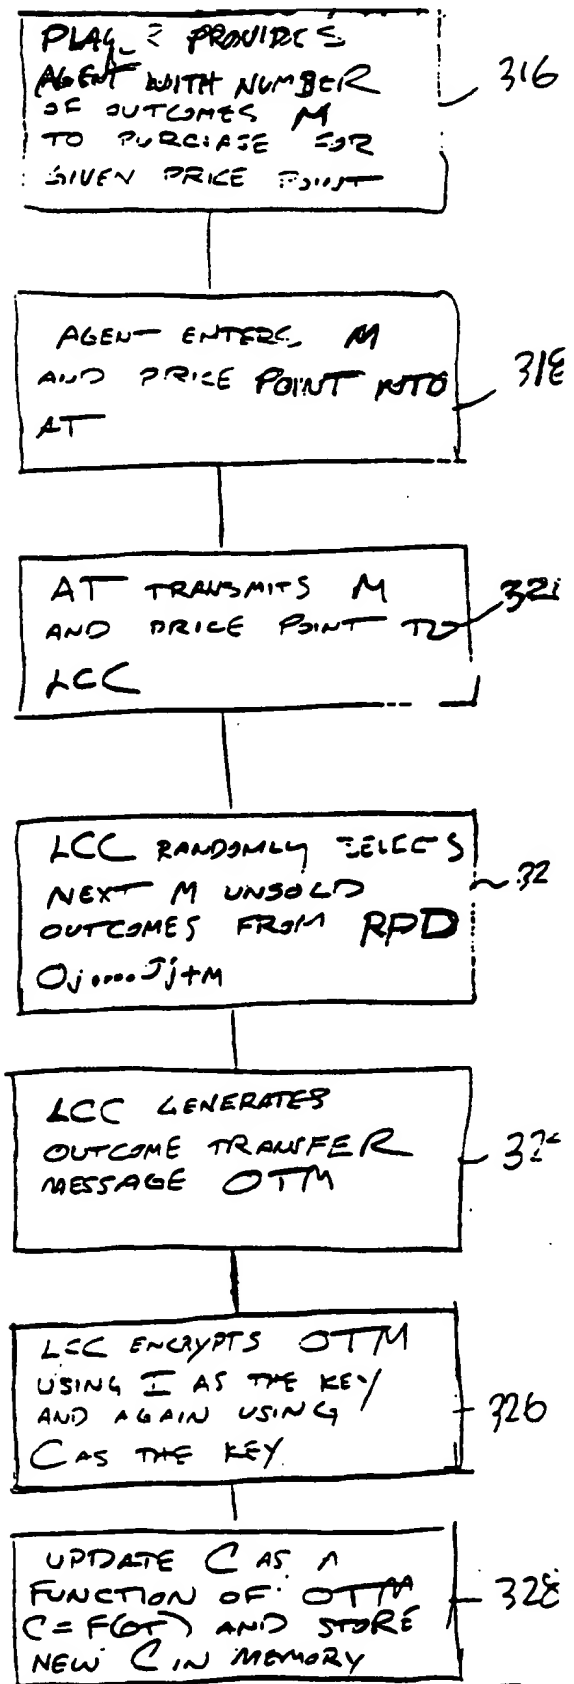 PROVIDES
AGENT WITH NUMBER
OF OUTCOMES M
TO PURCHASE FOR
GIVEN PRICE POINT
316
AGENT ENTERS M
AND PRICE POINT INTO
AT
318
AT TRANSMITS M
AND PRICE POINT TO
LCC
LCC RANDOMLY SELECTS
NEXT M UNSOLD
OUTCOMES FROM RPD
Oj....Oj+M
32
LCC GENERATES
OUTCOME TRANSFER
MESSAGE OTM
LCC ENCRYPTS OTM
USING I AS THE KEY
AND AGAIN USING
C AS THE KEY
326
UPDATE C AS A
FUNCTION OF OTM
AND STORE
NEW C IN MEMORY
328